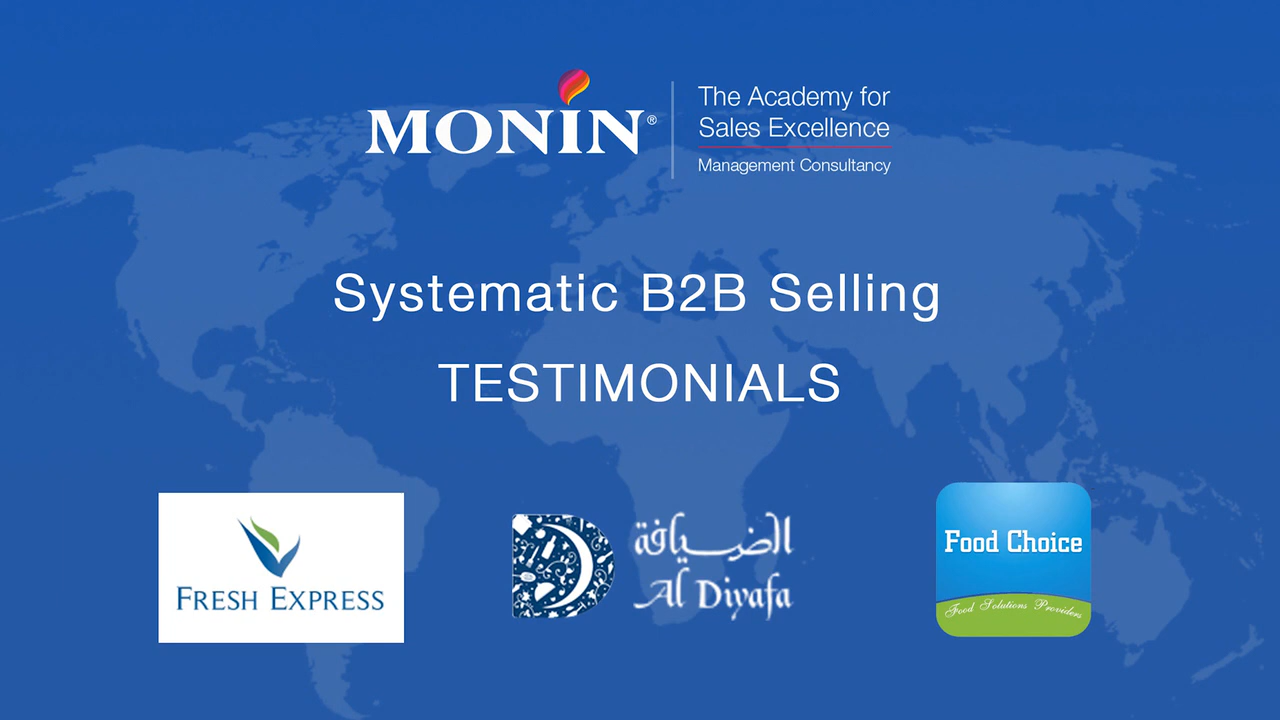 MONIN®
The Academy for
Sales Excellence
Management Consultancy
Systematic B2B Selling
TESTIMONIALS
FRESH EXPRESS
الضيافة
Al Diyafa
Food Choice
Food Solutions Providers